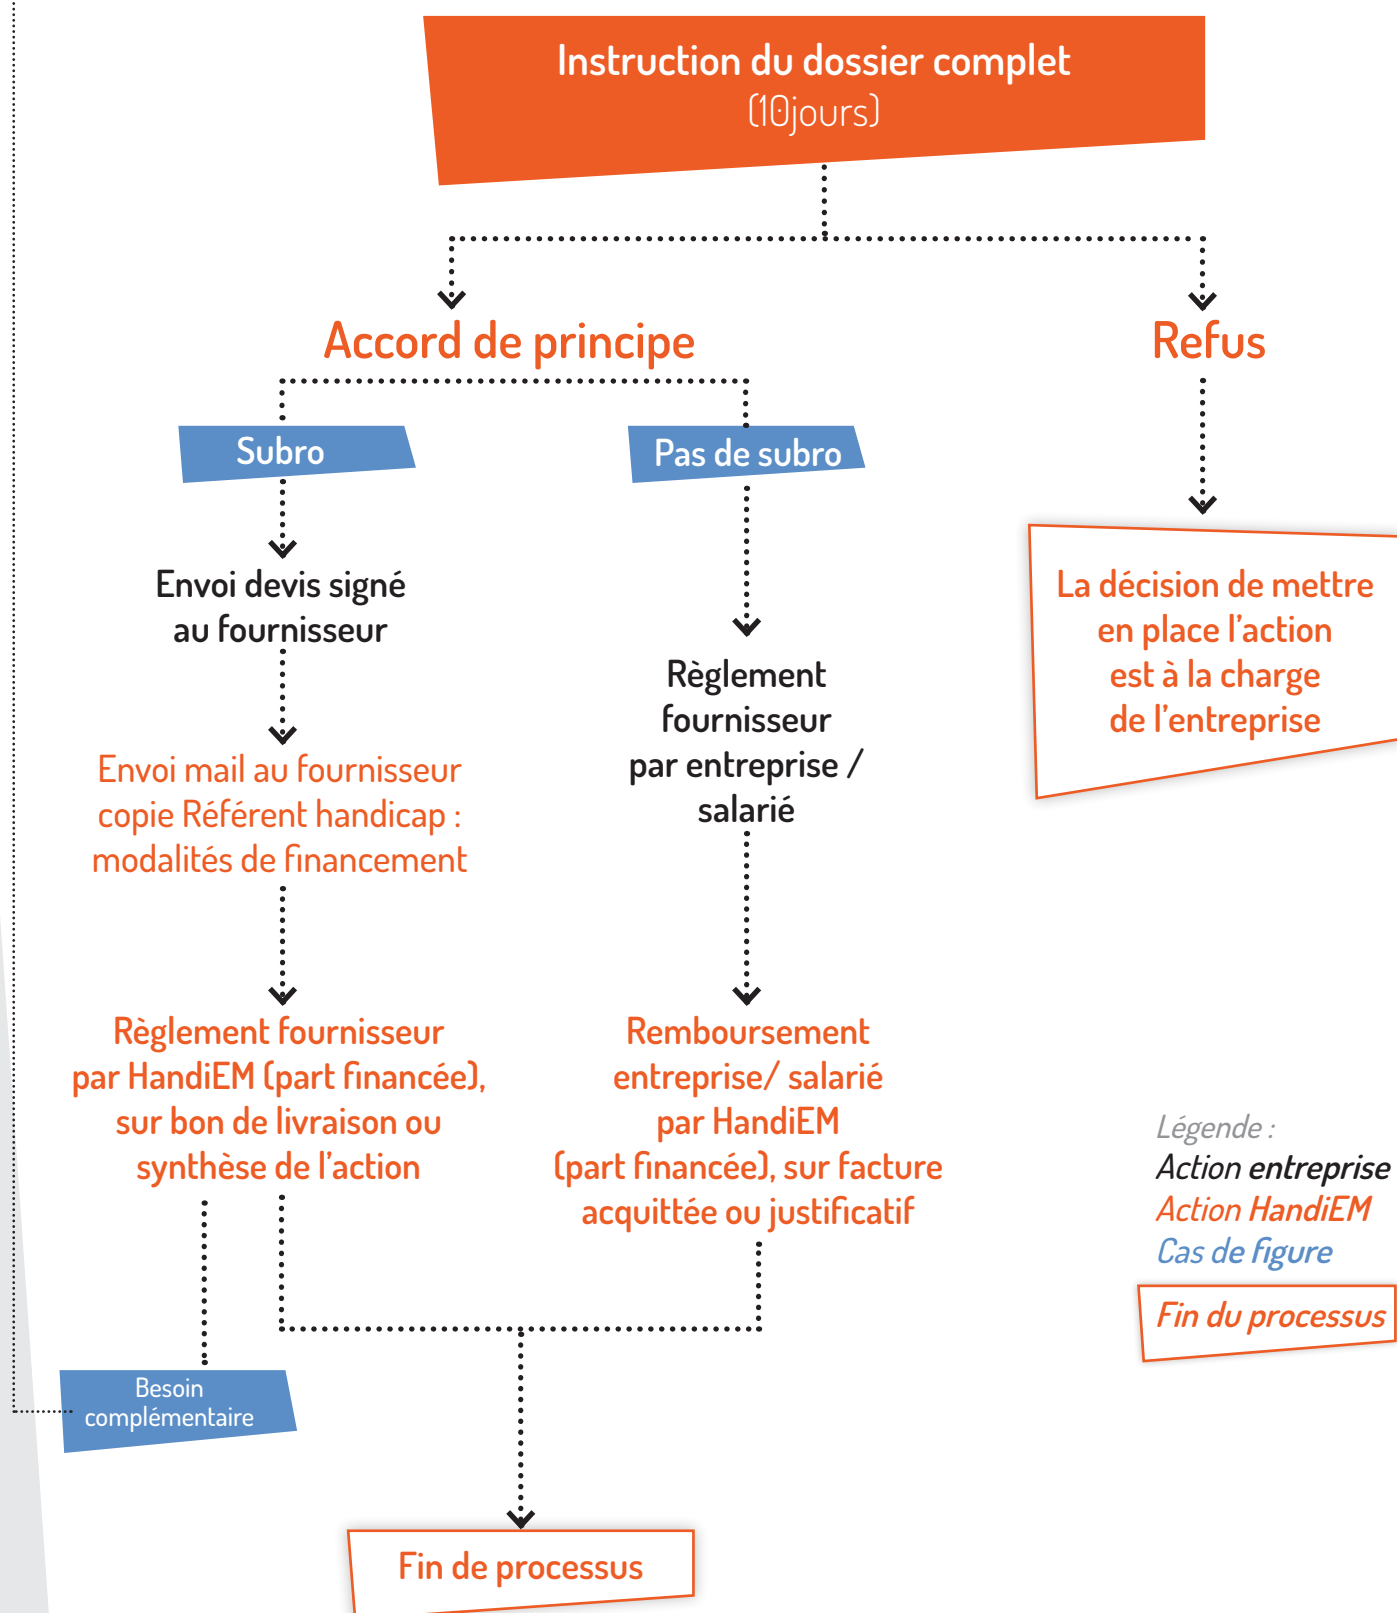 Instruction du dossier complet
(10jours)
Accord de principe
Refus
Subro
Pas de subro
Envoi devis signé
au fournisseur
Envoi mail au fournisseur
copie Référent handicap :
modalités de financement
Règlement fournisseur
par HandiEM (part financée),
sur bon de livraison ou
synthèse de l'action
Règlement
fournisseur
par entreprise /
salarié
Remboursement
entreprise/ salarié
par HandiEM
(part financée), sur facture
acquittée ou justificatif
La décision de mettre
en place l'action
est à la charge
de l'entreprise
Besoin
complémentaire
Fin de processus
Légende :
Action entreprise
Action HandiEM
Cas de figure
Fin du processus